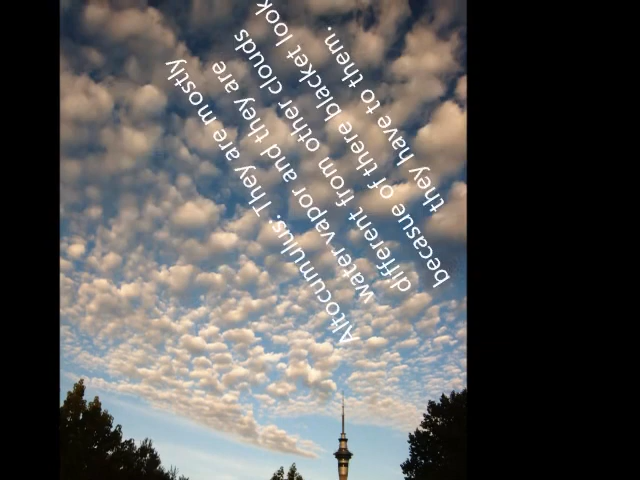 Altocumulus. They are mostly
water vapor and they are
different from other clouds
becasue of there blacket look
they have to them.